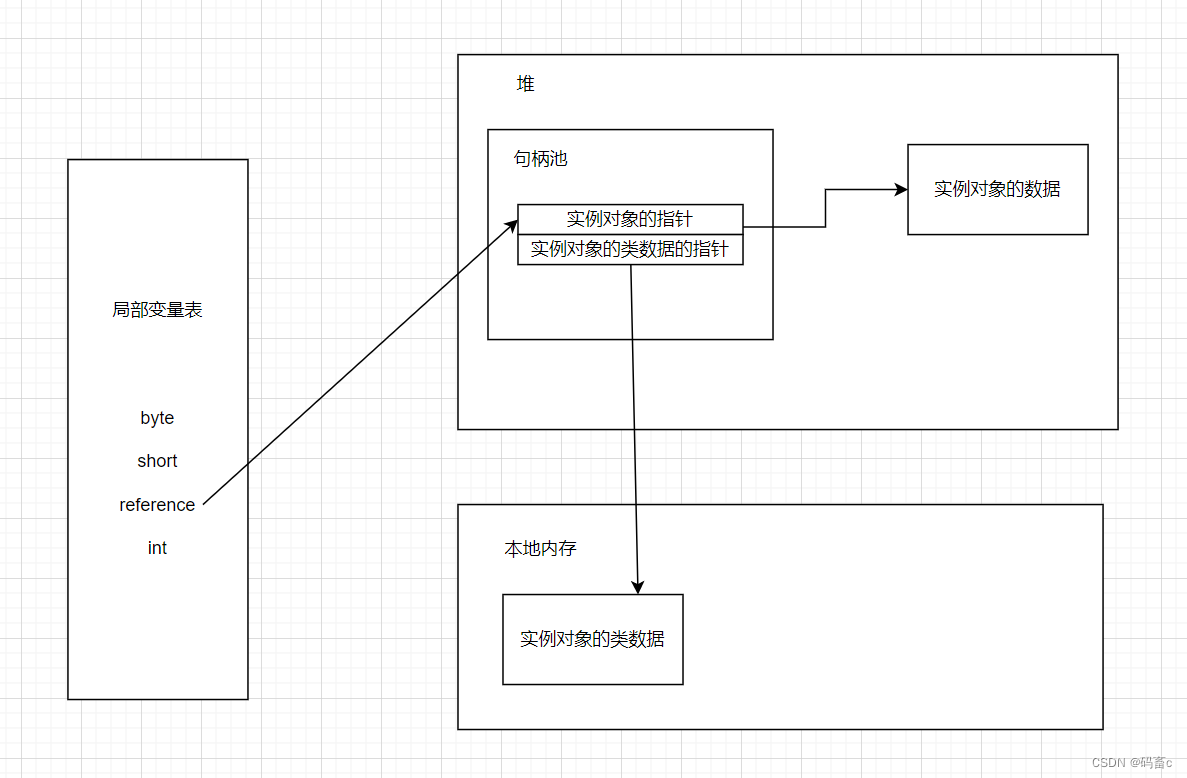 堆
句柄池
实例对象的指针
实例对象的类数据的指针
实例对象的数据
局部变量表
byte
short
reference
int
本地内存
实例对象的类数据
CSDN @码畜c